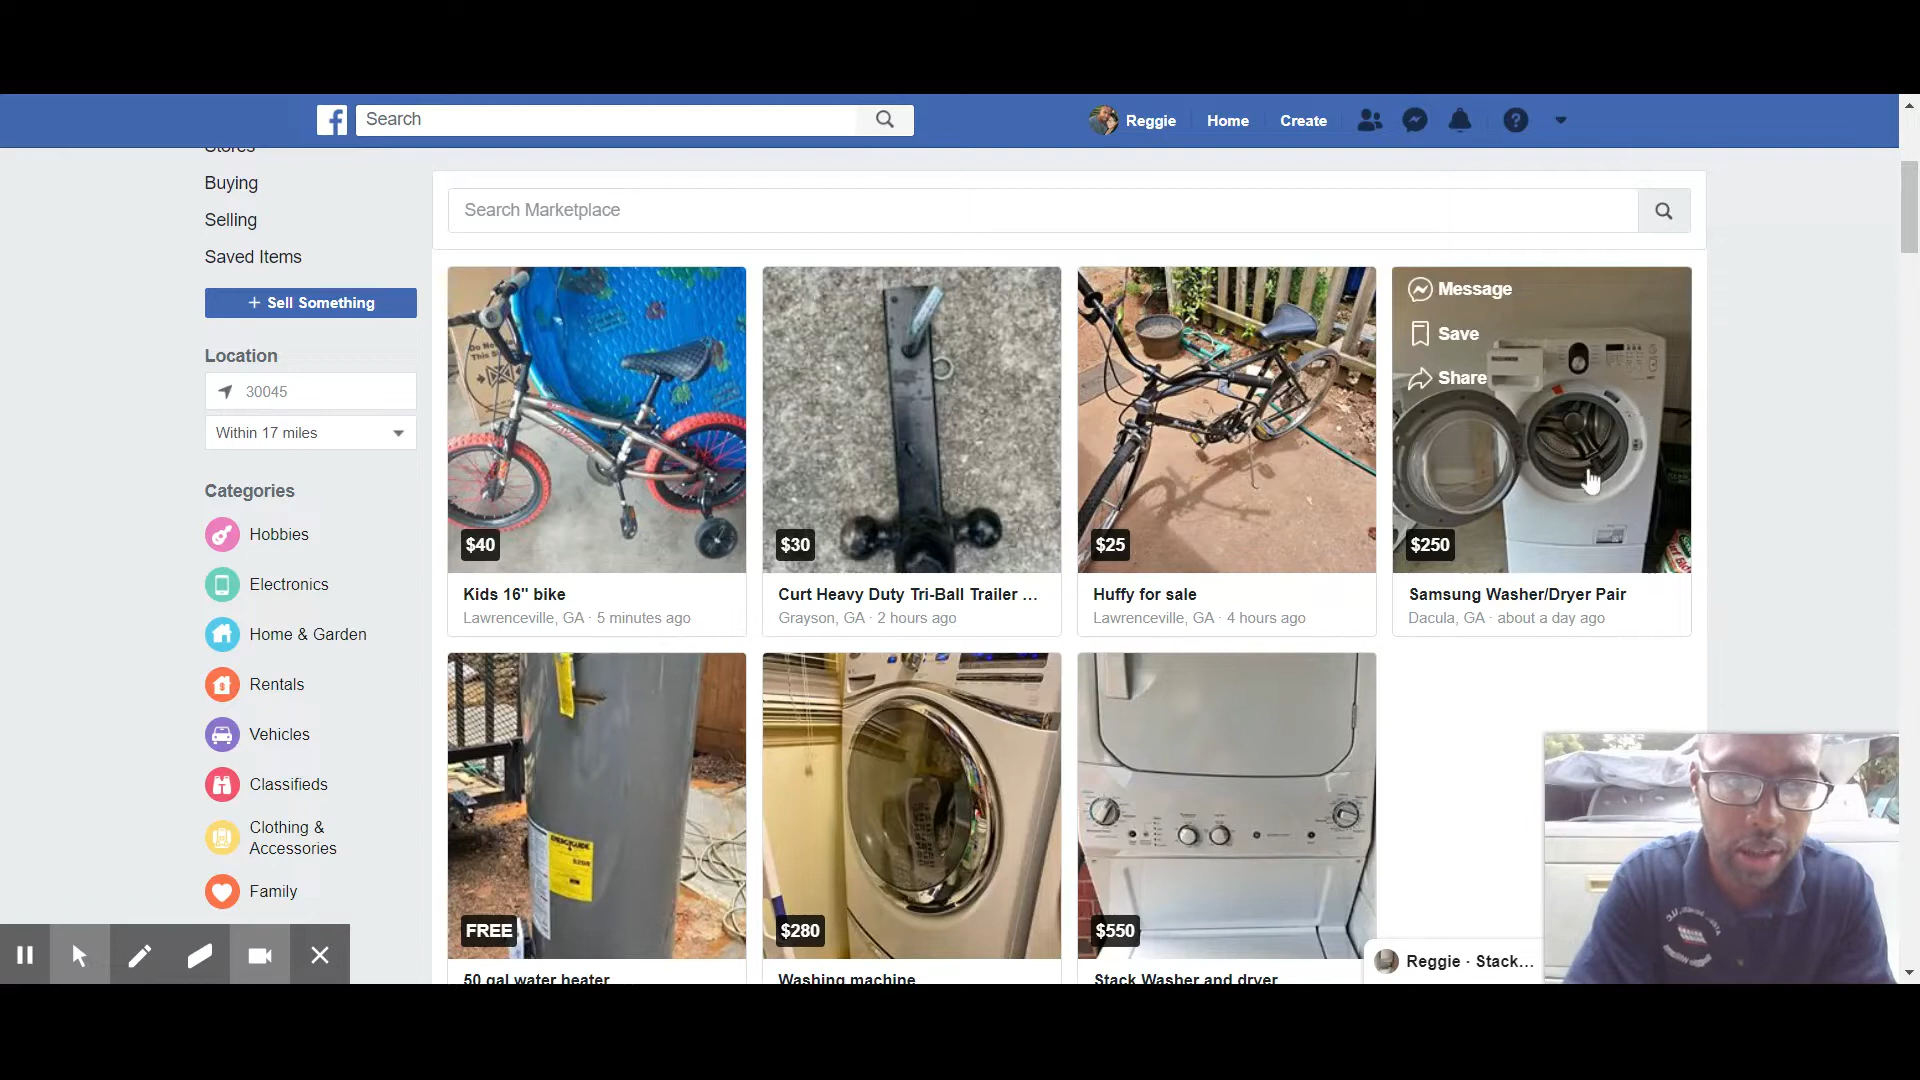 Search
Reggie
Home
Create
Stores
Buying
Selling
Saved Items
+ Sell Something
Location
30045
Within 17 miles
Categories
Hobbies
Electronics
Home & Garden
Rentals
Vehicles
Classifieds
Clothing &
Accessories
Family
Search Marketplace
$40
Kids 16" bike
Lawrenceville, GA · 5 minutes ago
$30
Curt Heavy Duty Tri-Ball Trailer ...
Grayson, GA · 2 hours ago
$25
Huffy for sale
Lawrenceville, GA · 4 hours ago
Message
Save
Share
$250
Samsung Washer/Dryer Pair
Dacula, GA · about a day ago
ENERGYGUIDE
FREE
50 gal water heater
$280
Washing machine
$550
Stack Washer and dryer
Reggie · Stack...